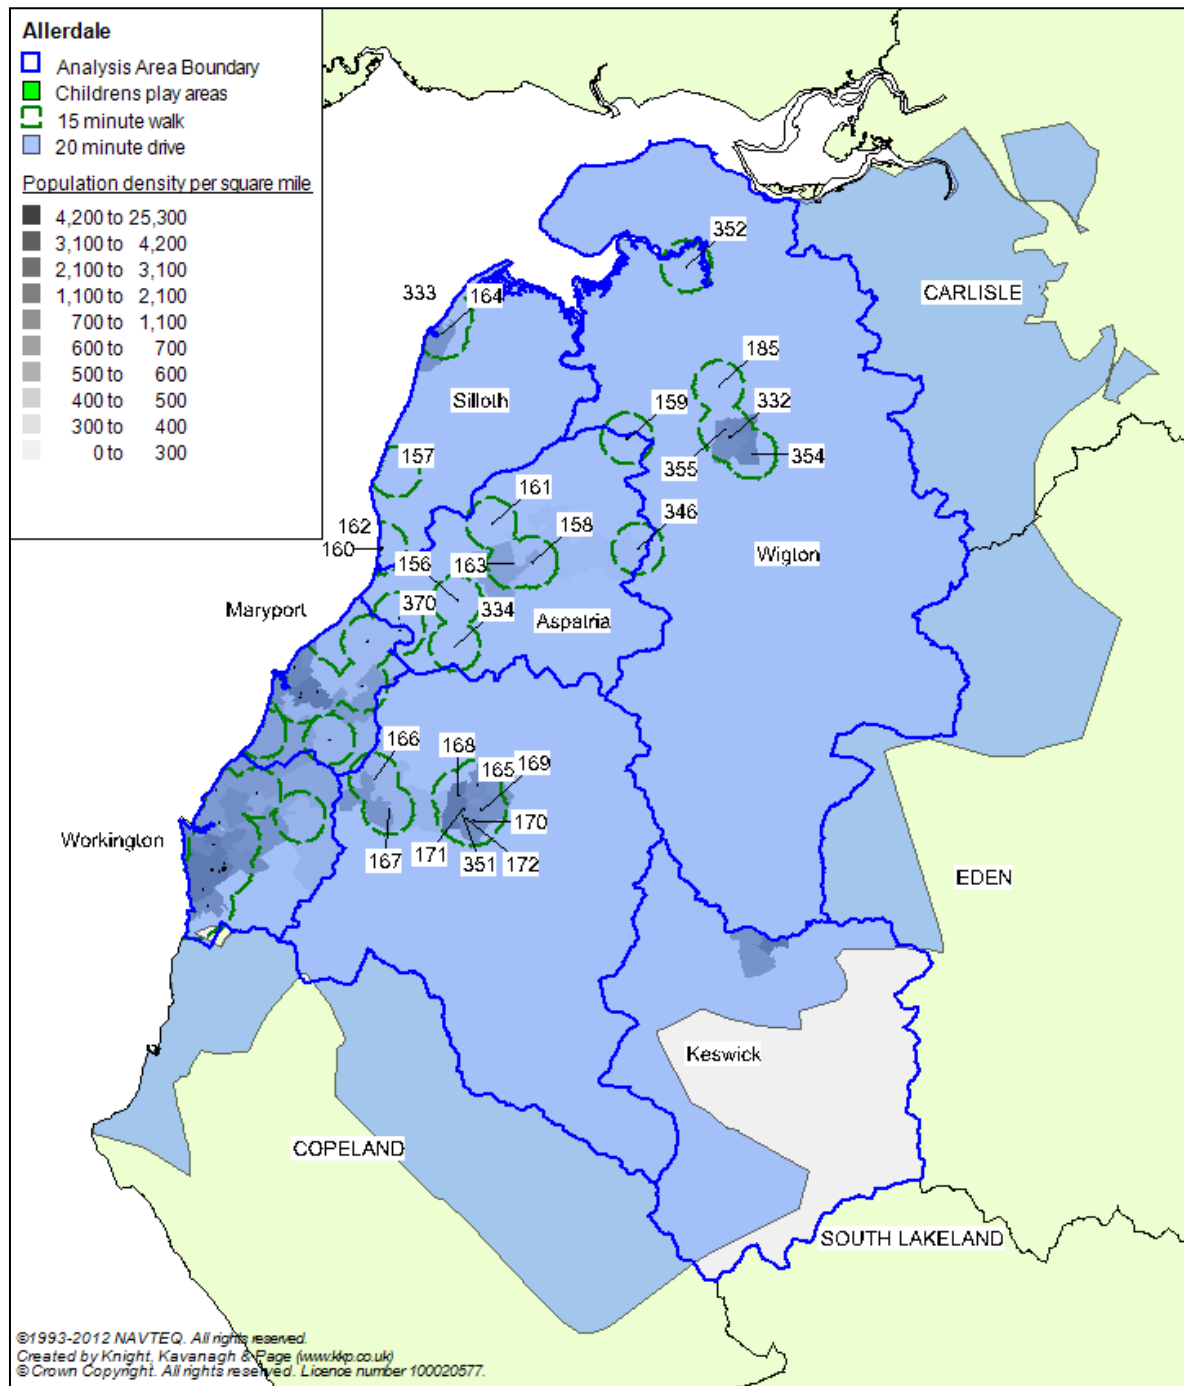 Allerdale
Analysis Area Boundary
Childrens play areas
15 minute walk
20 minute drive
Population density per square mile
4,200 to 25,300
3,100 to 4,200
2,100 to 3,100
1,100 to 2,100
700 to 1,100
600 to 700
500 to 600
400 to 500
300 to 400
0 to 300
352
333
164
CARLISLE
185
Silloth
159
332
157
355
354
161
162
158
346
160
Wigton
156
163
370
Maryport
334
Aspatria
166
168
165
169
Workington
170
167
171
351
172
EDEN
Keswick
COPELAND
SOUTH LAKELAND
©1993-2012 NAVTEQ. All rights reserved.
Created by Knight, Kavanagh & Page (www.kkp.co.uk)
© Crown Copyright. All rights reserved. Licence number 100020577.